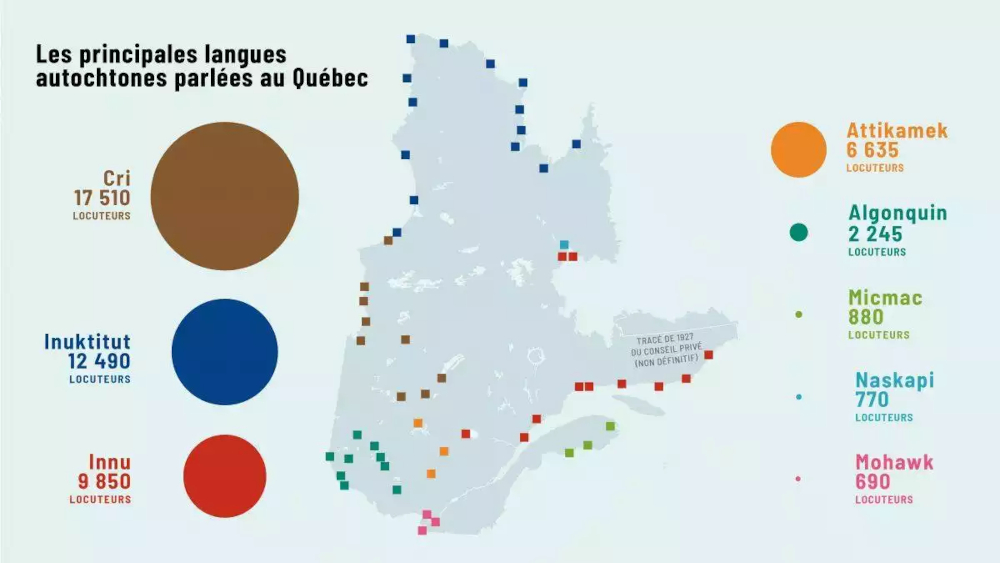 Les principales langues
autochtones parlées au Québec
Cri
17 510
LOCUTEURS
Inuktitut
12 490
LOCUTEURS
Innu
9 850
LOCUTEURS
TRACÉ DE 1927
DU CONSEIL PRIVÉ
(NON DÉFINITIF)
Attikamek
6 635
LOCUTEURS
Algonquin
2 245
LOCUTEURS
Micmac
880
LOCUTEURS
Naskapi
770
LOCUTEURS
Mohawk
690
LOCUTEURS